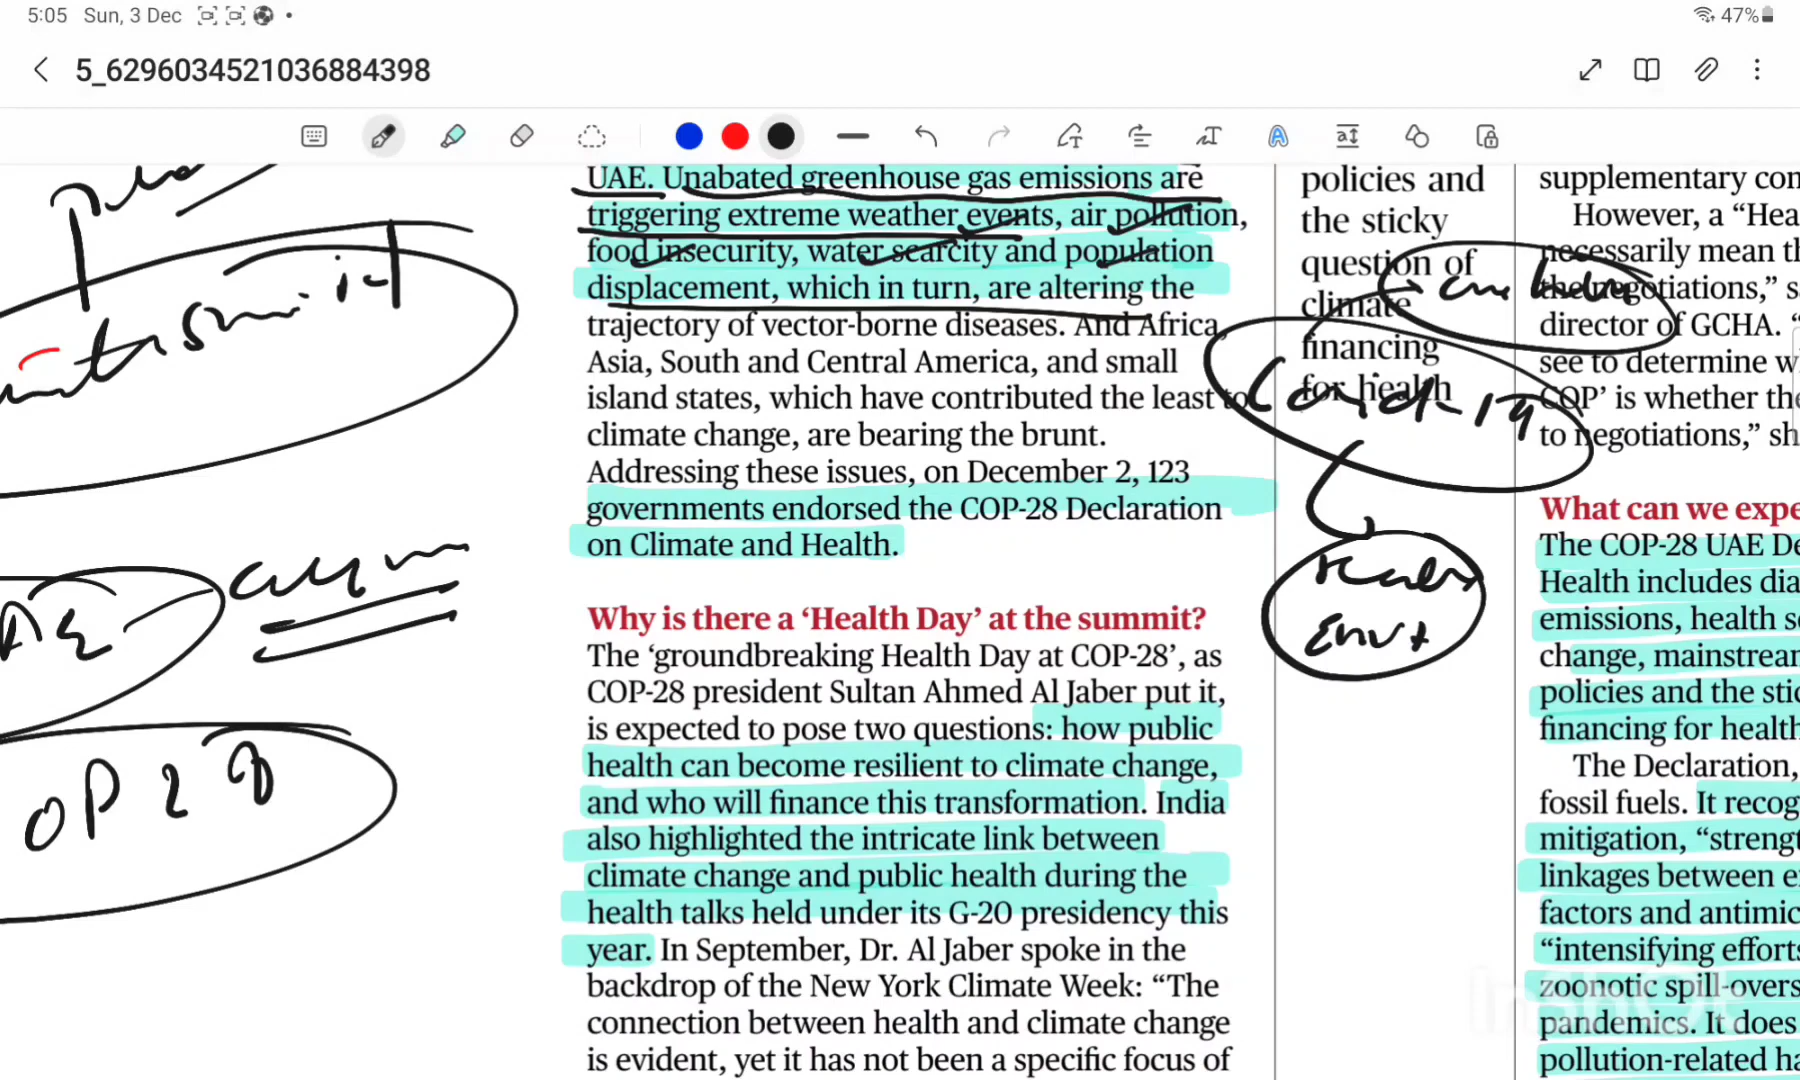 5:05 Sun, 3 Dec
47%
5_6296034521036884398
UAE. Unabated greenhouse gas emissions are
triggering extreme weather events, air pollution,
food insecurity, water scarcity and population
displacement, which in turn, are altering the
trajectory of vector-borne diseases. And Africa,
Asia, South and Central America, and small
island states, which have contributed the least to
climate change, are bearing the brunt.
Addressing these issues, on December 2, 123
governments endorsed the COP-28 Declaration
on Climate and Health.
Why is there a ‘Health Day’ at the summit?
The ‘groundbreaking Health Day at COP-28’, as
COP-28 president Sultan Ahmed Al Jaber put it,
is expected to pose two questions: how public
health can become resilient to climate change,
and who will finance this transformation. India
also highlighted the intricate link between
climate change and public health during the
health talks held under its G-20 presidency this
year. In September, Dr. Al Jaber spoke in the
backdrop of the New York Climate Week: “The
connection between health and climate change
is evident, yet it has not been a specific focus of
policies and
the sticky
question of
climate
financing
for health
Covid-19
Envt
supplementary con
However, a “Hea
necessarily mean th
the negotiations,” s
director of GCHA. “
see to determine w
COP’ is whether the
to negotiations,” sh
What can we expe
The COP-28 UAE De
Health includes dia
emissions, health s
change, mainstream
policies and the stic
financing for health
The Declaration,
fossil fuels. It recog
mitigation, “strengt
linkages between e
factors and antimic
“intensifying efforts
zoonotic spill-overs
pandemics. It does
pollution-related ha
OP 28
InShOt